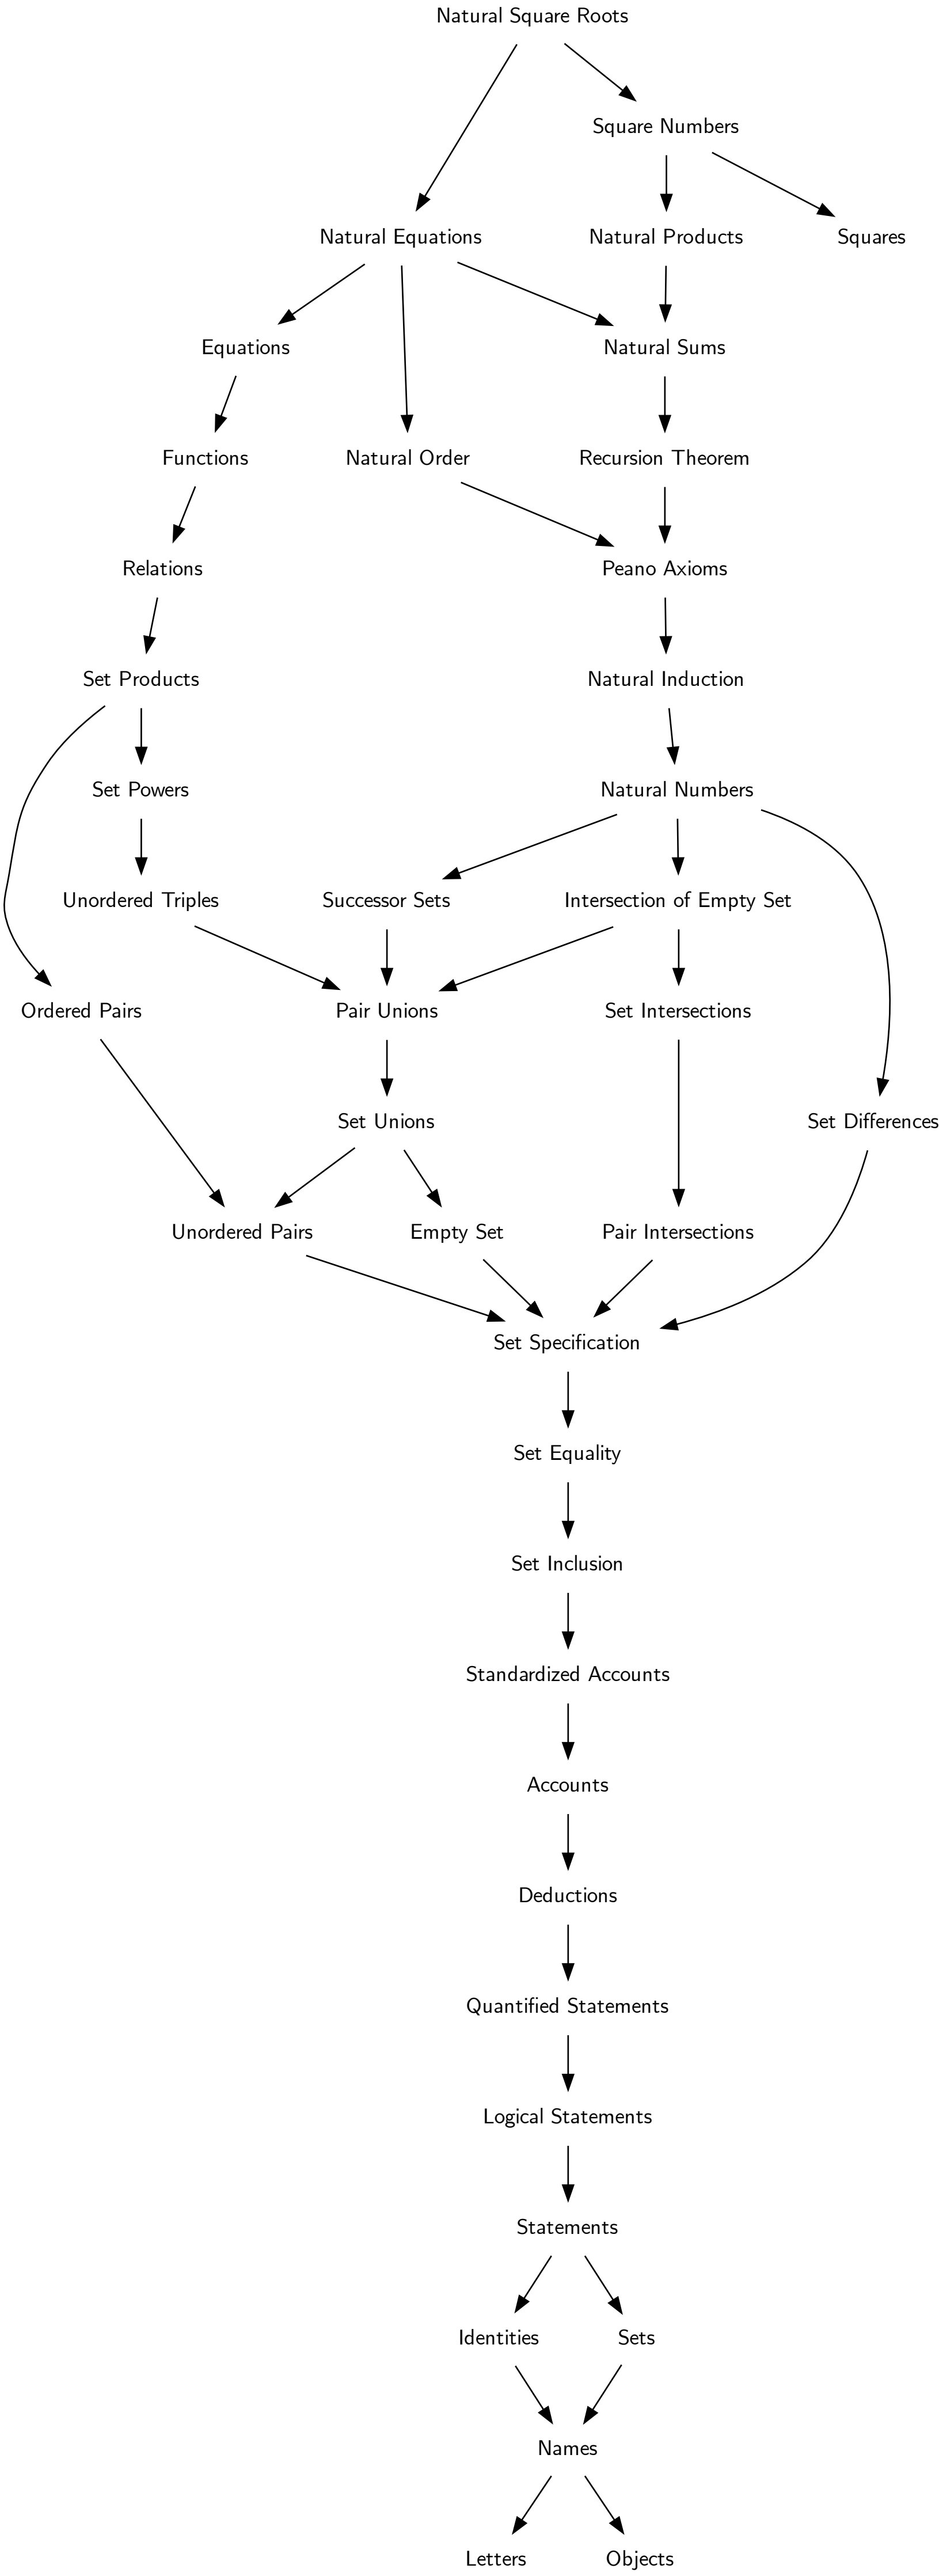 Natural Square Roots
Square Numbers
Natural Equations
Natural Products
Squares
Equations
Natural Sums
Functions
Natural Order
Recursion Theorem
Relations
Peano Axioms
Set Products
Natural Induction
Set Powers
Natural Numbers
Unordered Triples
Successor Sets
Intersection of Empty Set
Ordered Pairs
Pair Unions
Set Intersections
Set Unions
Set Differences
Unordered Pairs
Empty Set
Pair Intersections
Set Specification
Set Equality
Set Inclusion
Standardized Accounts
Accounts
Deductions
Quantified Statements
Logical Statements
Statements
Identities
Sets
Names
Letters
Objects